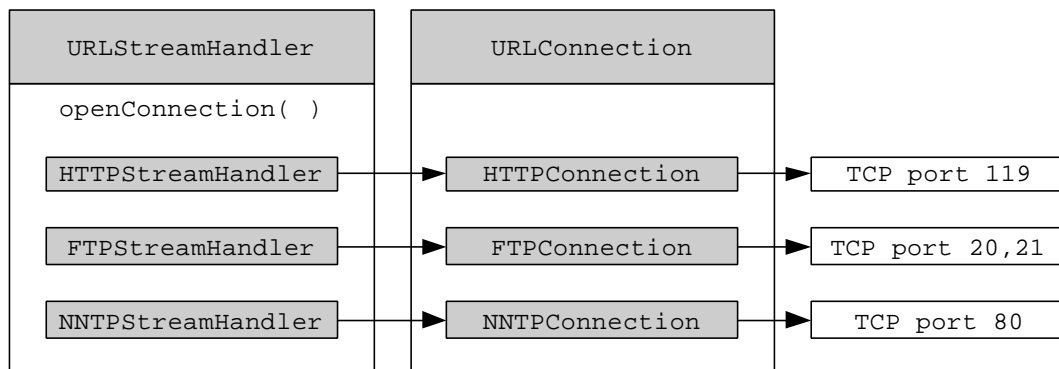 URLStreamHandler
URLConnection
openConnection( )
HTTPStreamHandler
HTTPConnection
TCP port 119
FTPStreamHandler
FTPConnection
TCP port 20,21
NNTPStreamHandler
NNTPConnection
TCP port 80